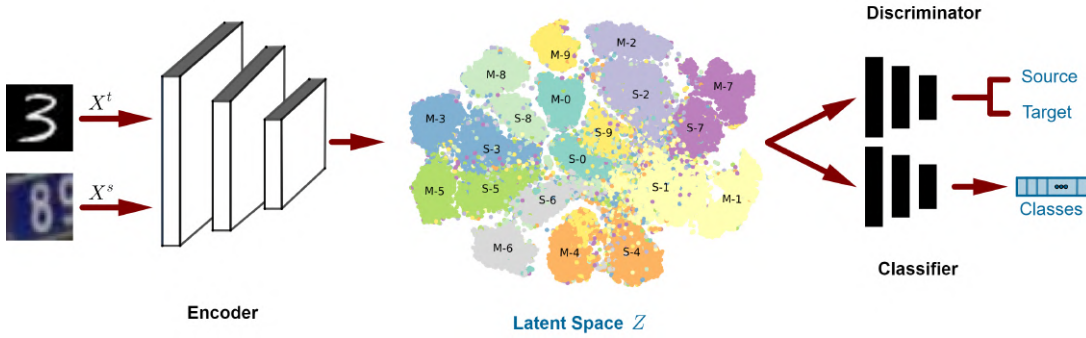 Discriminator
M-9
M-2
M-8
M-7
Source
X^t
M-0
S-2
M-3
S-8
S-7
Target
3
S-9
S-3
S-0
X^s
M-5
S-5
S-1
M-1
89
S-6
Classes
M-6
M-4
S-4
Classifier
Encoder
Latent Space Z